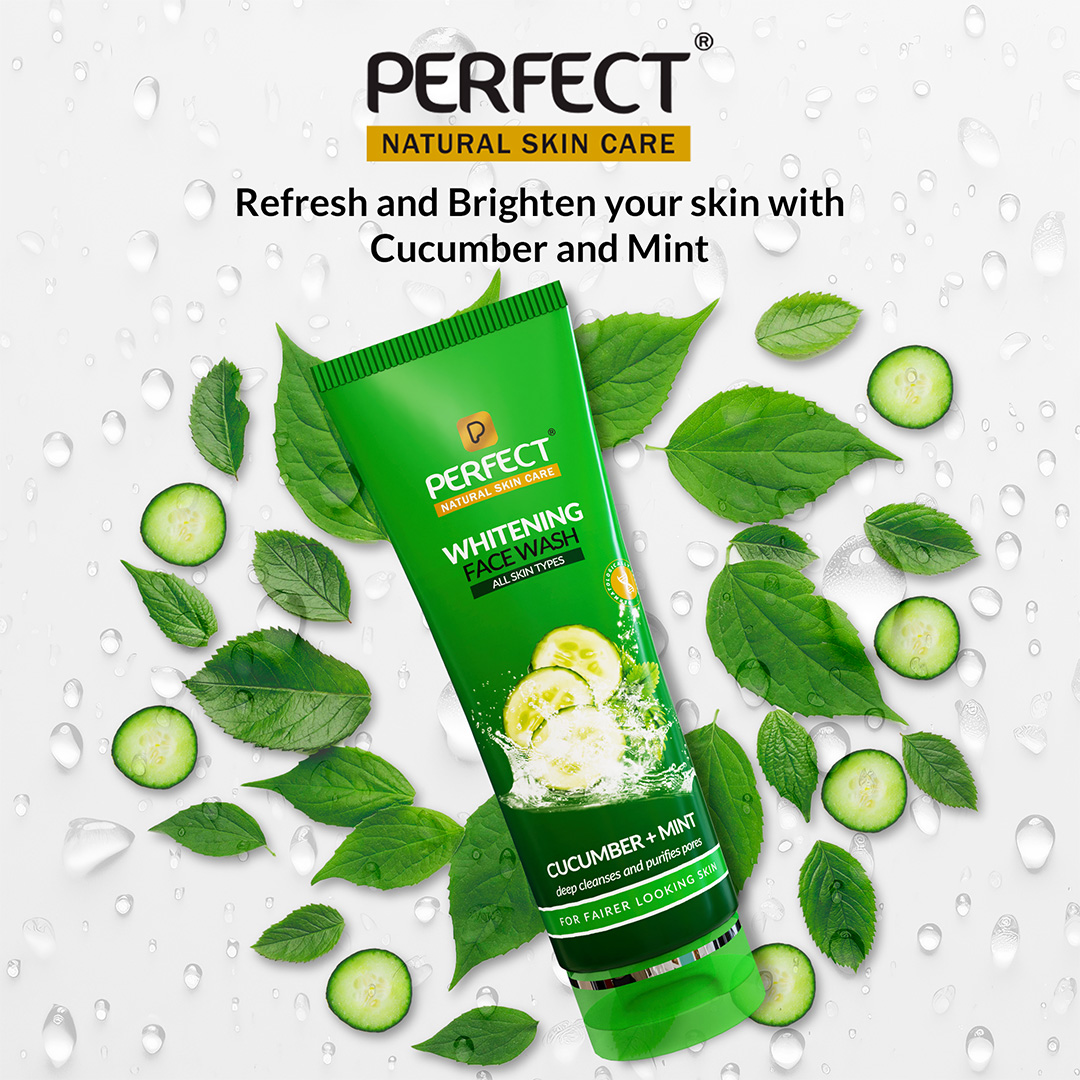 PERFECT®
NATURAL SKIN CARE
Refresh and Brighten your skin with
Cucumber and Mint
PERFECT®
NATURAL SKIN CARE
WHITENING
FACE WASH
ALL SKIN TYPES
CUCUMBER + MINT
deep cleanses and purifies pores
FOR FAIRER LOOKING SKIN